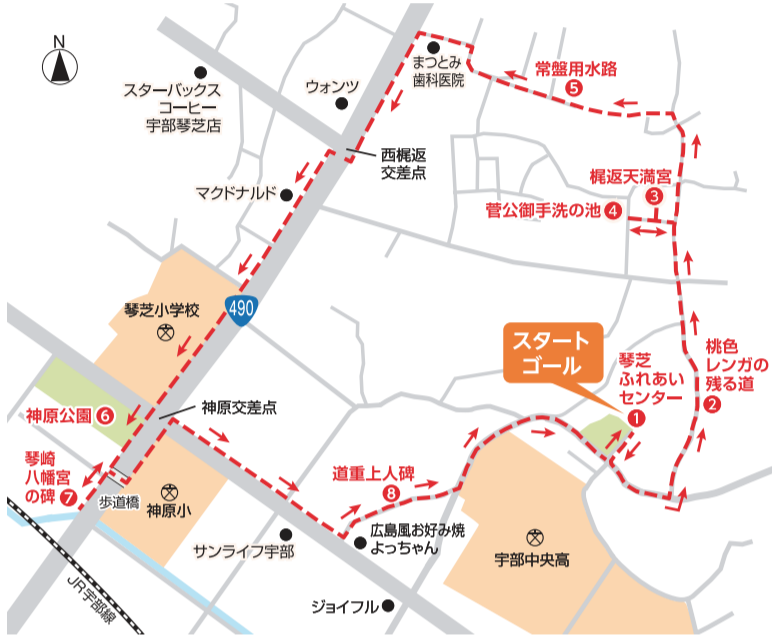 N
スターバックス
コーヒー
宇部琴芝店
ウォンツ
まつとみ
歯科医院
常盤用水路
5
西梶返
交差点
マクドナルド
梶返天満宮
3
菅公御手洗の池 4
490
琴芝小学校
スタート
ゴール
琴芝
ふれあい
センター
1
桃色
レンガの
残る道
2
神原公園 6
神原交差点
琴崎
八幡宮
の碑 7
歩道橋
神原小
道重上人碑
8
広島風お好み焼
よっちゃん
サンライフ宇部
宇部中央高
ジョイフル
JR宇部線